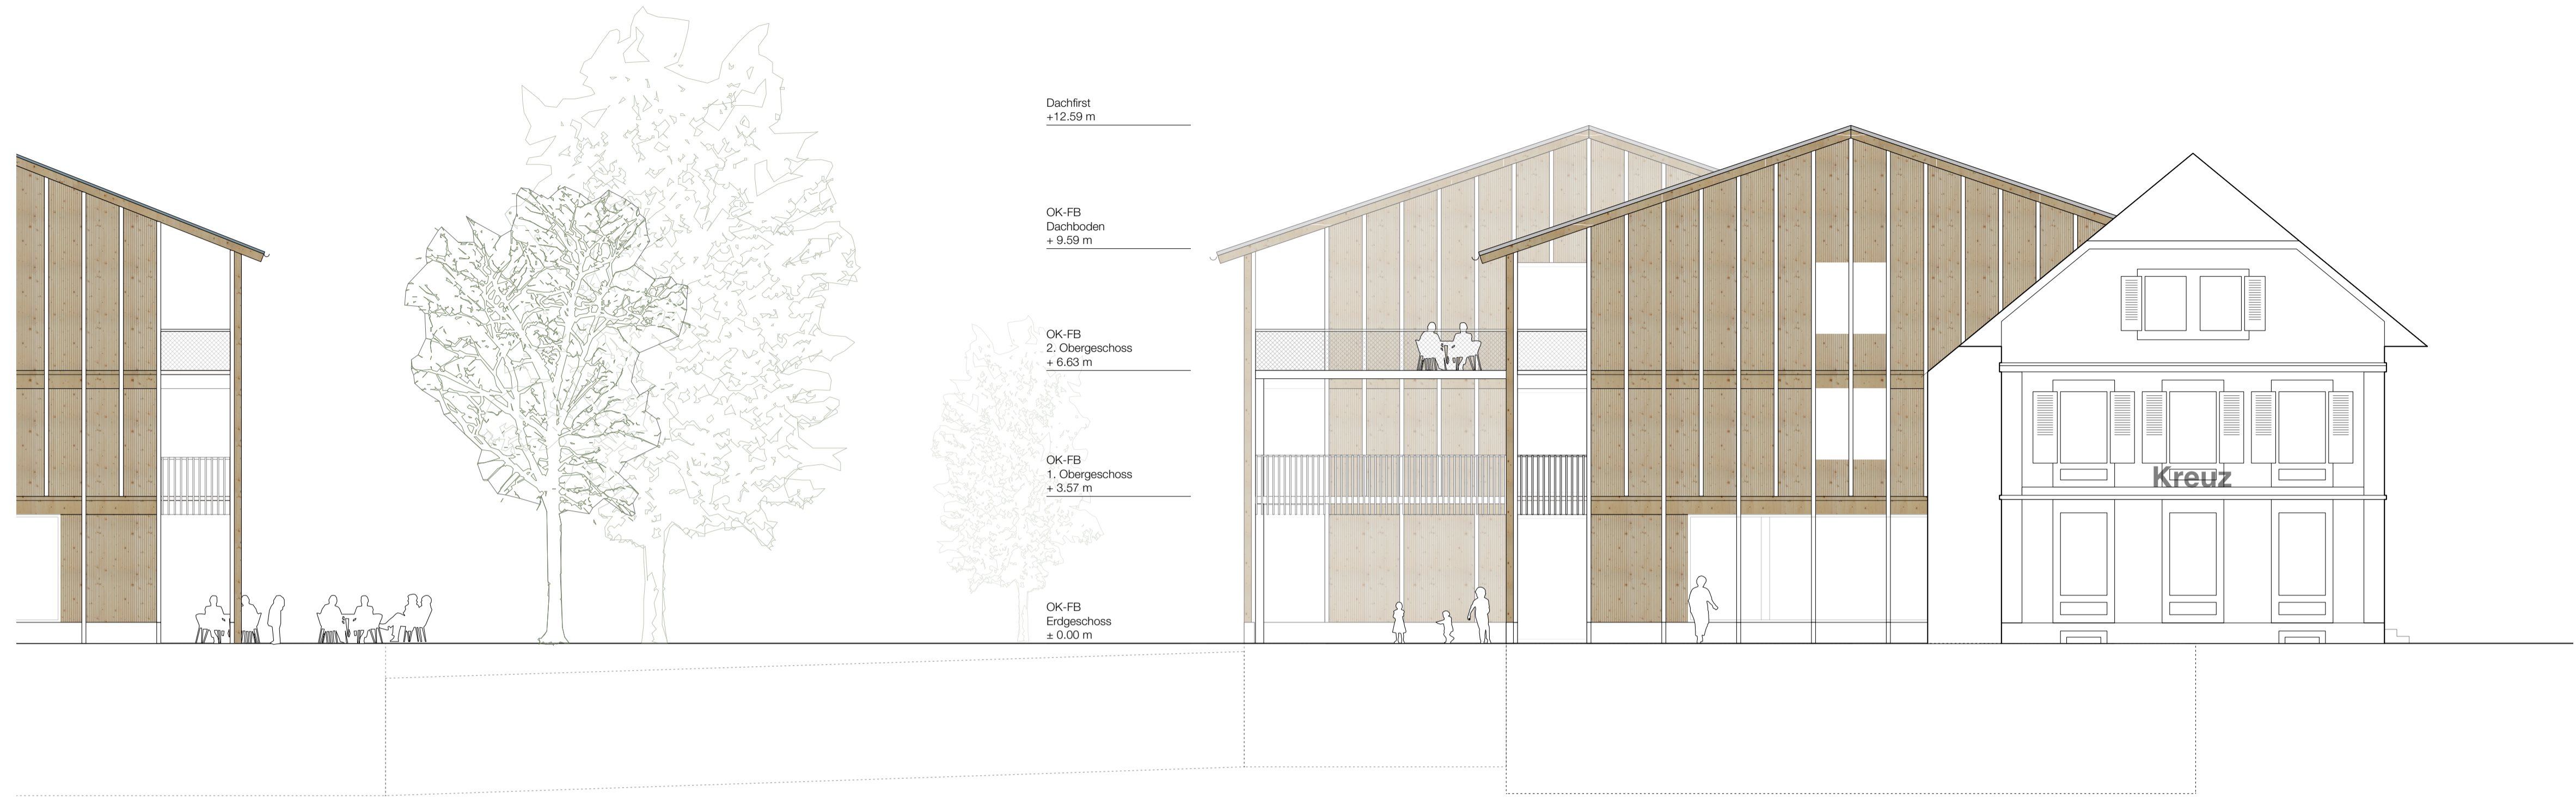 Dachfirst
+12.59 m
OK-FB
Dachboden
+ 9.59 m
OK-FB
2. Obergeschoss
+ 6.63 m
OK-FB
1. Obergeschoss
+ 3.57 m
Kreuz
OK-FB
Erdgeschoss
± 0.00 m